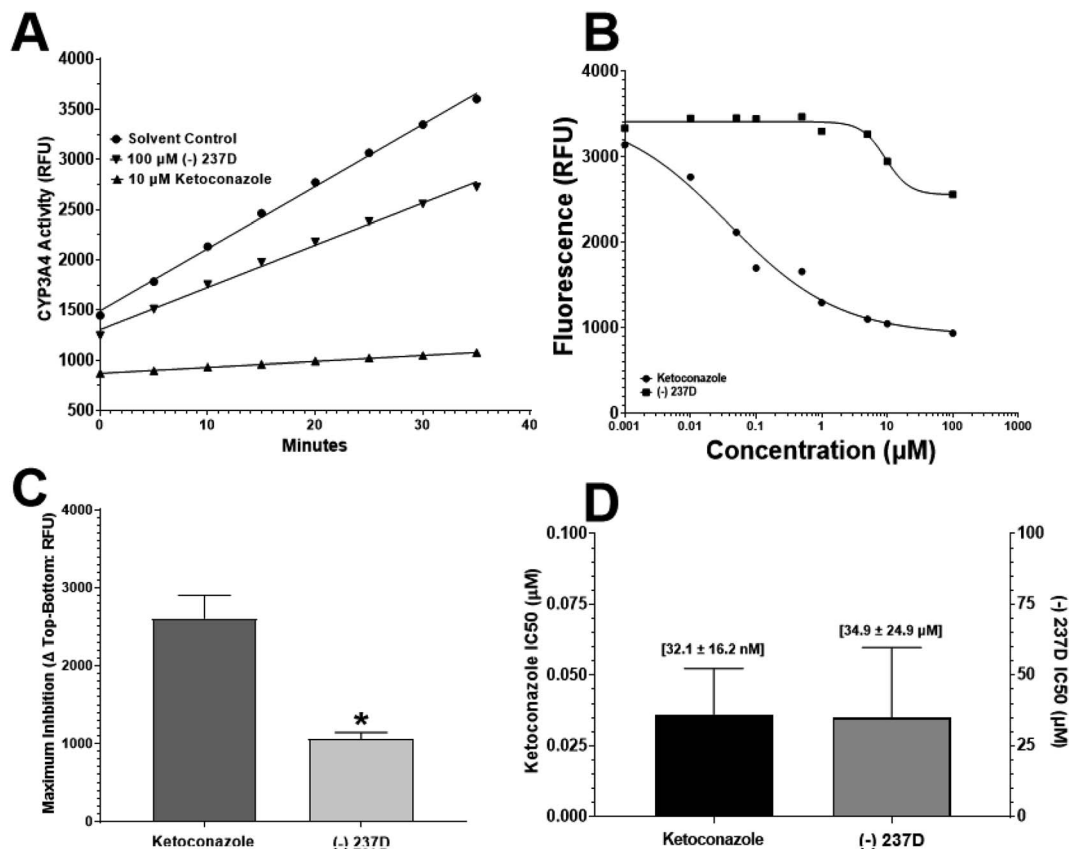 A
CYP3A4 Activity (RFU)
4000
3500
3000
2500
2000
1500
1000
500
Solvent Control
100 µM (-) 237D
10 µM Ketoconazole
0 10 20 30 40
Minutes
B
Fluorescence (RFU)
4000
3000
2000
1000
0
Ketoconazole
(-) 237D
0.001 0.01 0.1 1 10 100 1000
Concentration (µM)
C
Maximum Inhbition (Δ Top-Bottom: RFU)
4000
3000
2000
1000
0
*
Ketoconazole (-) 237D
D
Ketoconazole IC50 (µM)
0.100
0.075
0.050
0.025
0.000
[32.1 ± 16.2 nM]
[34.9 ± 24.9 µM]
100
75
50
25
0
(-) 237D IC50 (µM)
Ketoconazole (-) 237D